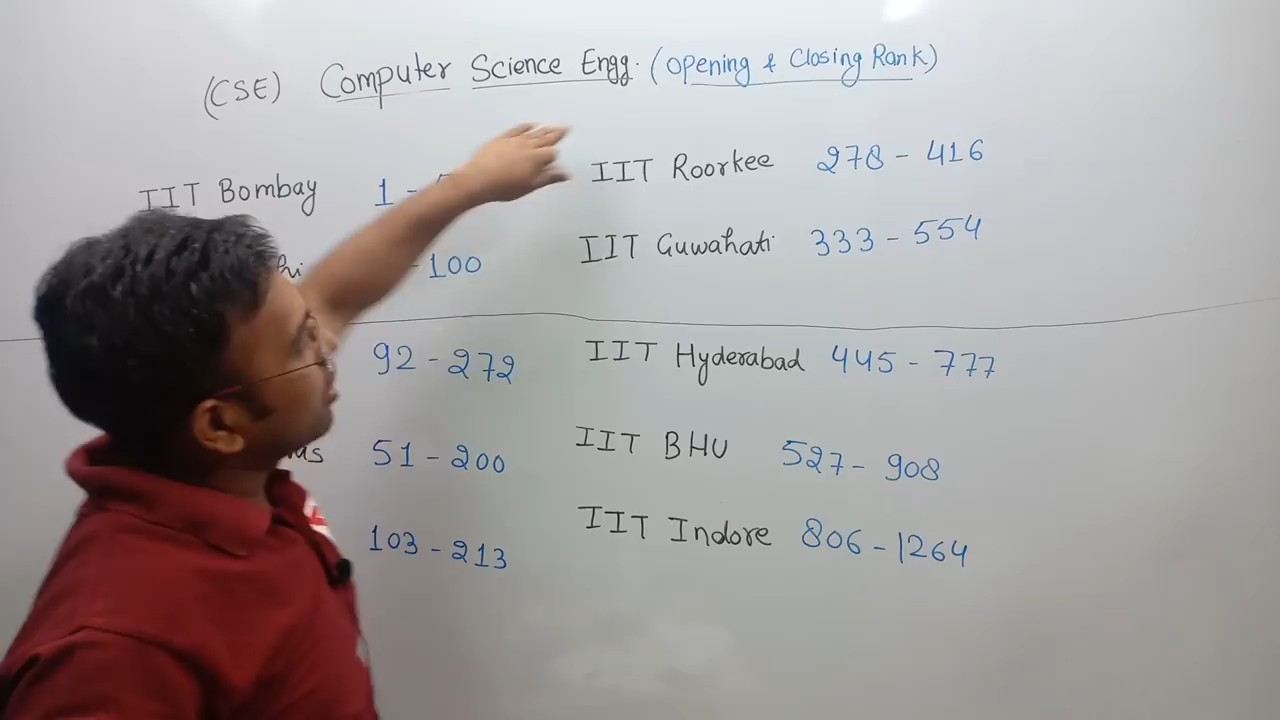 (CSE) Computer Science Engg. (Opening & Closing Rank)
IIT Bombay 1 -
- 100
92 - 272
51 - 200
103 - 213
IIT Roorkee 278 - 416
IIT Guwahati 333 - 554
IIT Hyderabad 445 - 777
IIT BHU 527 - 908
IIT Indore 806 - 1264